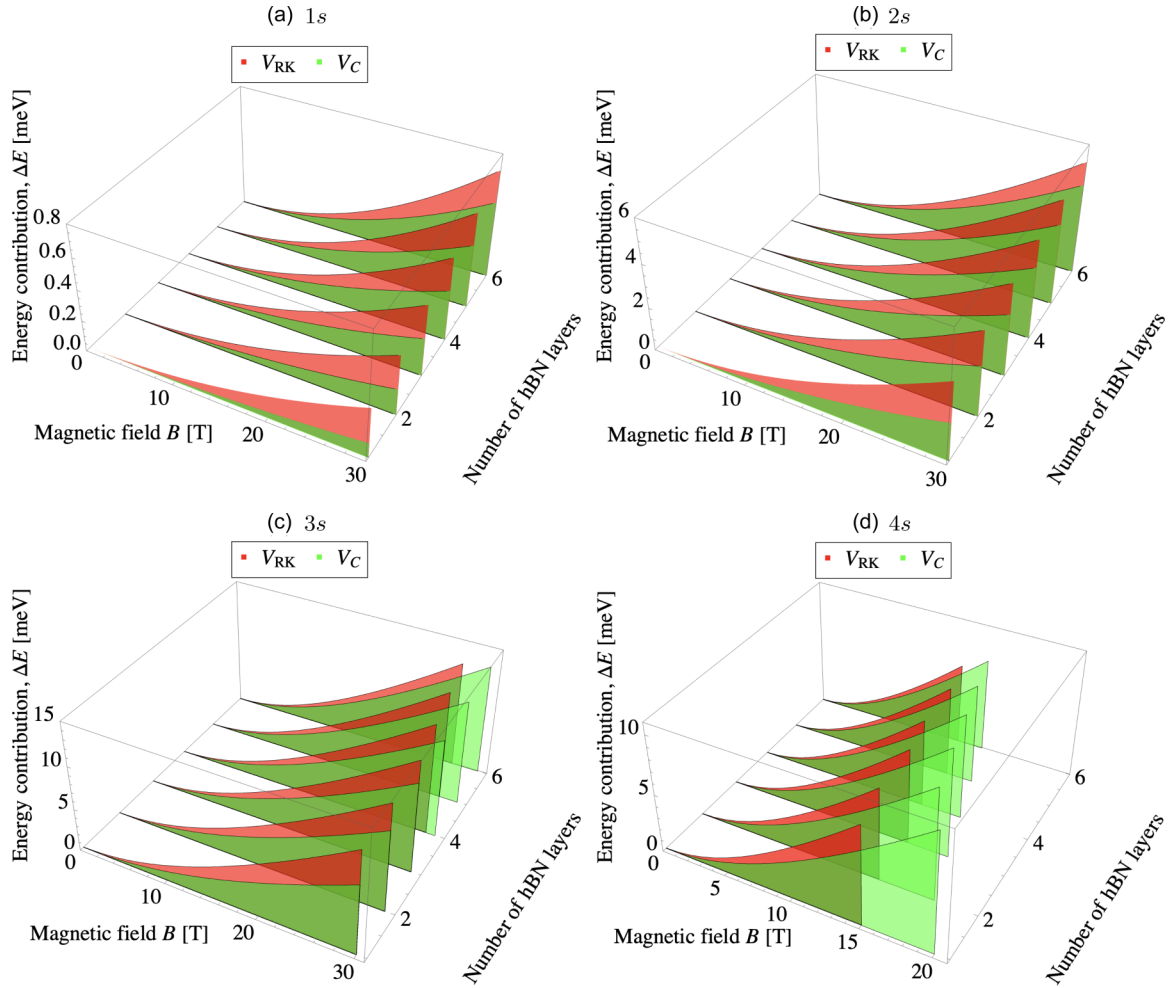 (a) 1s
V_RK V_C
Energy contribution, ΔE [meV]
0.8
0.6
0.4
0.2
0.0
0
10
20
30
Magnetic field B [T]
2
4
6
Number of hBN layers
(b) 2s
V_RK V_C
Energy contribution, ΔE [meV]
6
4
2
0
0
10
20
30
Magnetic field B [T]
2
4
6
Number of hBN layers
(c) 3s
V_RK V_C
Energy contribution, ΔE [meV]
15
10
5
0
0
10
20
30
Magnetic field B [T]
2
4
6
Number of hBN layers
(d) 4s
V_RK V_C
Energy contribution, ΔE [meV]
10
5
0
0
5
10
15
20
Magnetic field B [T]
2
4
6
Number of hBN layers